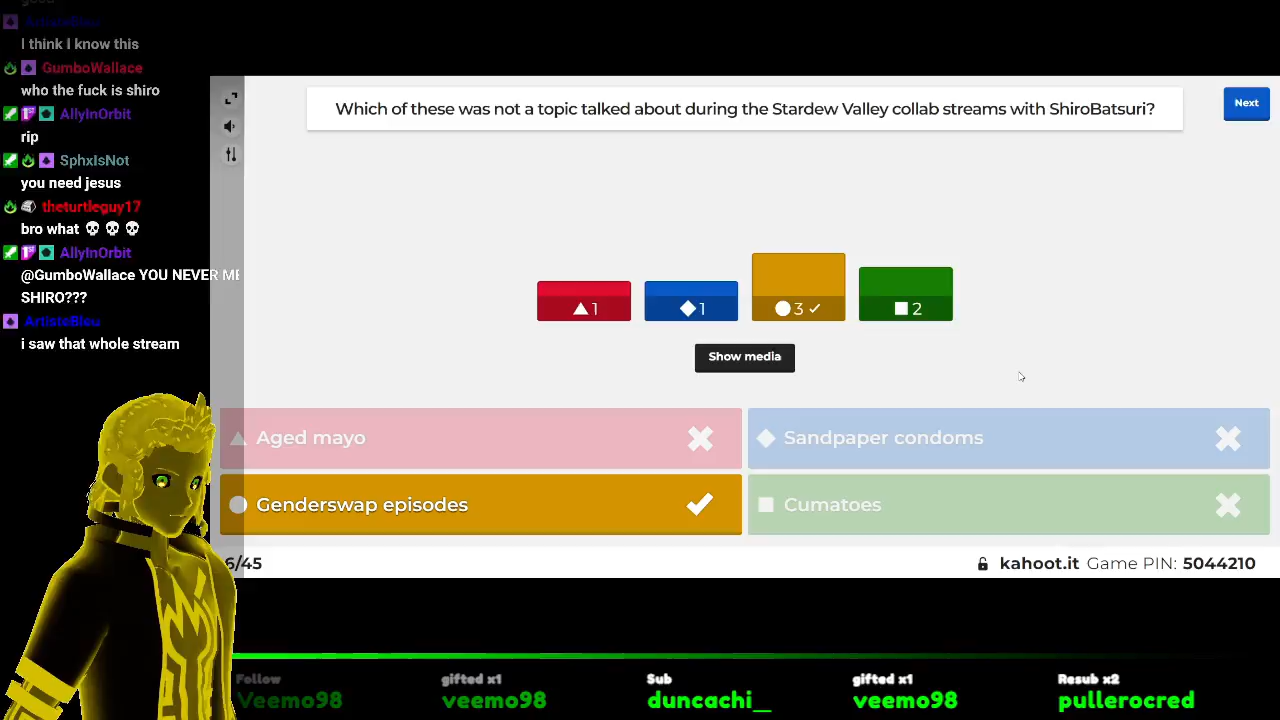 good
ArtisteBleu
I think I know this
GumboWallace
who the fuck is shiro
AllyInOrbit
rip
SphxIsNot
you need jesus
theturtleguy17
bro what 💀 💀 💀
AllyInOrbit
@GumboWallace YOU NEVER ME
SHIRO???
ArtisteBleu
i saw that whole stream
Which of these was not a topic talked about during the Stardew Valley collab streams with ShiroBatsuri?
Next
1
1
3
2
Show media
Aged mayo
Sandpaper condoms
Genderswap episodes
Cumatoes
6/45
kahoot.it Game PIN: 5044210
Follow
Veemo98
gifted x1
veemo98
Sub
duncachi__
gifted x1
veemo98
Resub x2
pullerocred